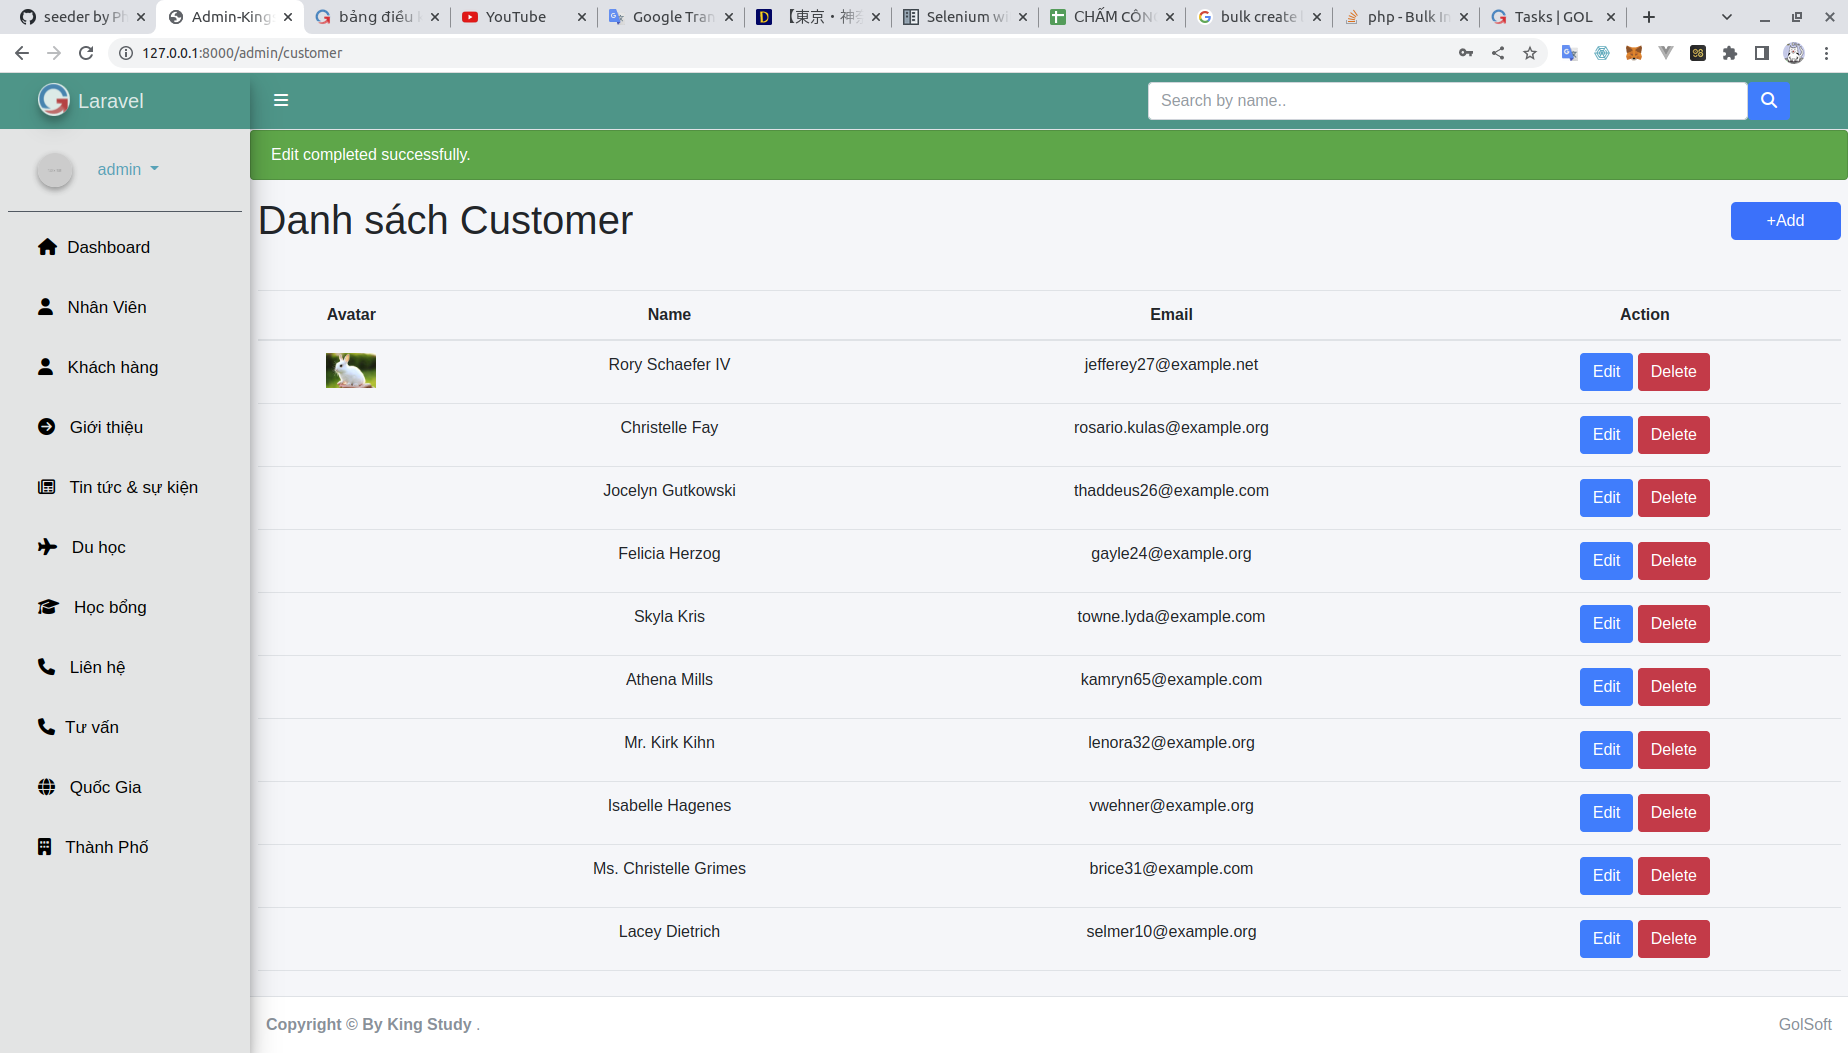 seeder by Ph
Admin-King
bảng điều k
YouTube
Google Tran
【東京・神奈
Selenium wi
CHẤM CÔNG
bulk create l
php - Bulk In
Tasks | GOL
127.0.0.1:8000/admin/customer
Laravel
Search by name..
Edit completed successfully.
admin
Danh sách Customer
+Add
Dashboard
Nhân Viên
Khách hàng
Giới thiệu
Tin tức & sự kiện
Du học
Học bổng
Liên hệ
Tư vấn
Quốc Gia
Thành Phố
Avatar Name Email Action
Rory Schaefer IV jefferey27@example.net Edit Delete
Christelle Fay rosario.kulas@example.org Edit Delete
Jocelyn Gutkowski thaddeus26@example.com Edit Delete
Felicia Herzog gayle24@example.org Edit Delete
Skyla Kris towne.lyda@example.com Edit Delete
Athena Mills kamryn65@example.com Edit Delete
Mr. Kirk Kihn lenora32@example.org Edit Delete
Isabelle Hagenes vwehner@example.org Edit Delete
Ms. Christelle Grimes brice31@example.com Edit Delete
Lacey Dietrich selmer10@example.org Edit Delete
Copyright © By King Study .
GolSoft